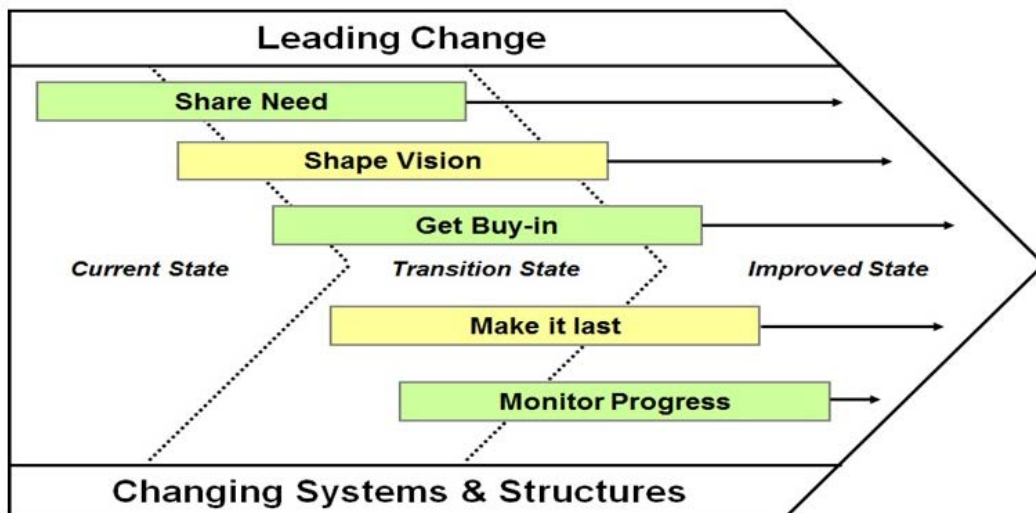 Leading Change
Share Need
Shape Vision
Get Buy-in
Current State
Transition State
Improved State
Make it last
Monitor Progress
Changing Systems & Structures